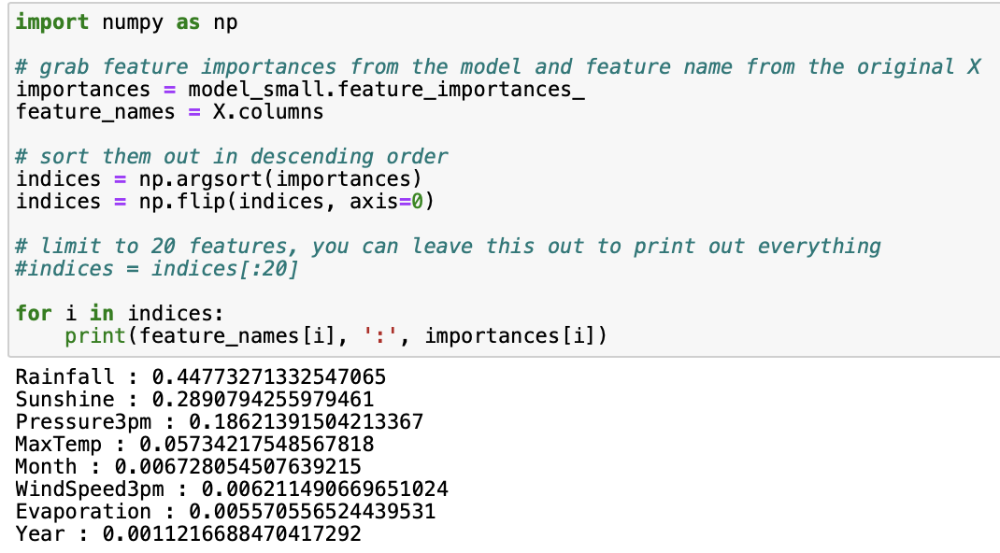 import numpy as np
# grab feature importances from the model and feature name from the original X
importances = model_small.feature_importances_
feature_names = X.columns
# sort them out in descending order
indices = np.argsort(importances)
indices = np.flip(indices, axis=0)
# limit to 20 features, you can leave this out to print out everything
#indices = indices[:20]
for i in indices:
    print(feature_names[i], ':', importances[i])
Rainfall : 0.44773271332547065
Sunshine : 0.2890794255979461
Pressure3pm : 0.18621391504213367
MaxTemp : 0.05734217548567818
Month : 0.006728054507639215
WindSpeed3pm : 0.006211490669651024
Evaporation : 0.005570556524439531
Year : 0.0011216688470417292